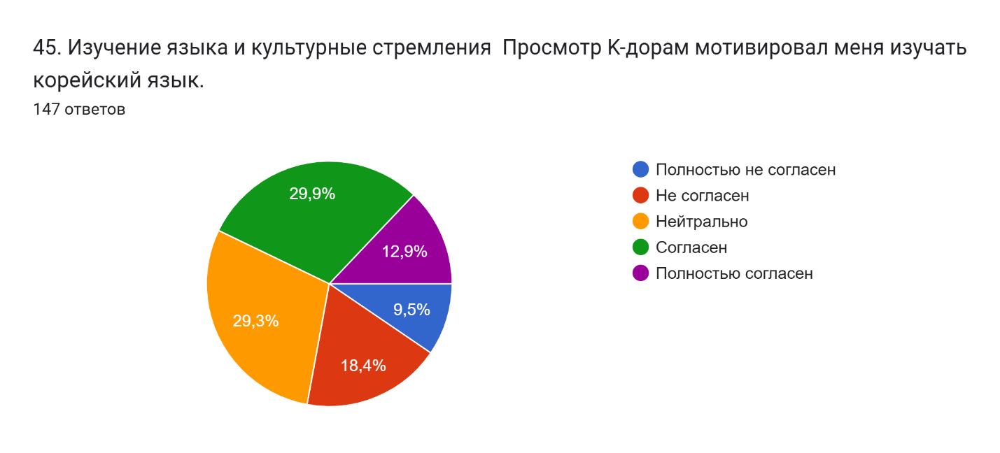 45. Изучение языка и культурные стремления  Просмотр К-дорам мотивировал меня изучать
корейский язык.
147 ответов
Полностью не согласен
Не согласен
Нейтрально
Согласен
Полностью согласен
29,9%
12,9%
9,5%
29,3%
18,4%